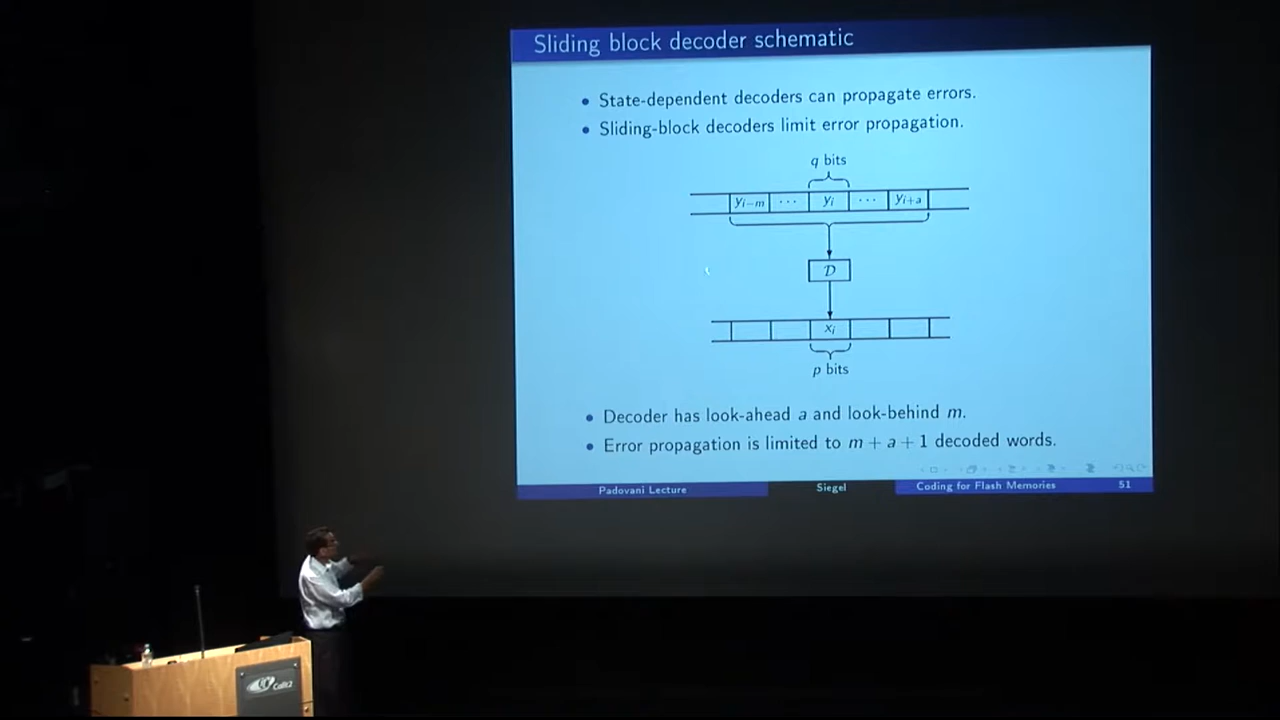 Sliding block decoder schematic
• State-dependent decoders can propagate errors.
• Sliding-block decoders limit error propagation.
q bits
y_{i−m} ··· y_i ··· y_{i+a}
D
x_i
p bits
• Decoder has look-ahead a and look-behind m.
• Error propagation is limited to m + a + 1 decoded words.
Padovani Lecture Siegel Coding for Flash Memories 51
Calit2